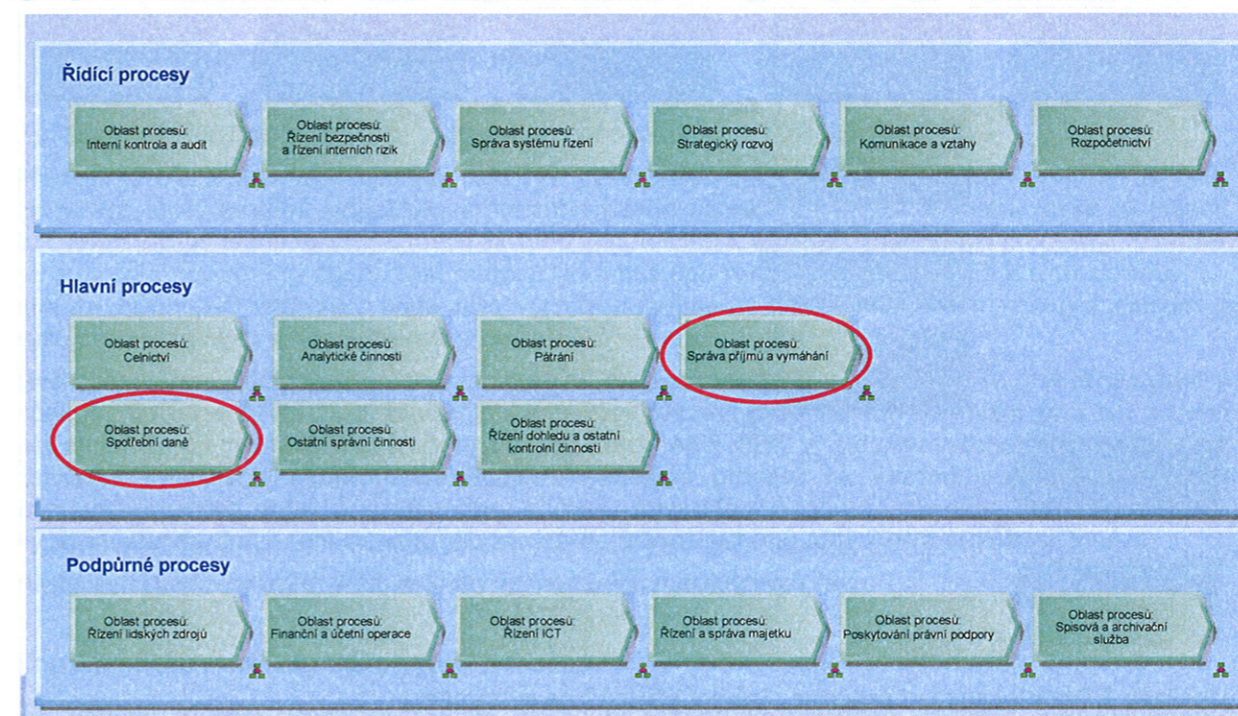 Řídící procesy
Oblast procesů:
Interní kontrola a audit
Oblast procesů:
Řízení bezpečnosti
a řízení interních rizik
Oblast procesů:
Správa systému řízení
Oblast procesů:
Strategický rozvoj
Oblast procesů:
Komunikace a vztahy
Oblast procesů:
Rozpočetnictví
Hlavní procesy
Oblast procesů:
Celnictví
Oblast procesů:
Analytické činnosti
Oblast procesů:
Pátrání
Oblast procesů:
Správa příjmů a vymáhání
Oblast procesů:
Spotřební daně
Oblast procesů:
Ostatní správní činnosti
Oblast procesů:
Řízení dohledu a ostatní
kontrolní činnosti
Podpůrné procesy
Oblast procesů:
Řízení lidských zdrojů
Oblast procesů:
Finanční a účetní operace
Oblast procesů:
Řízení ICT
Oblast procesů:
Řízení a správa majetku
Oblast procesů:
Poskytování právní podpory
Oblast procesů:
Spisová a archivační
služba